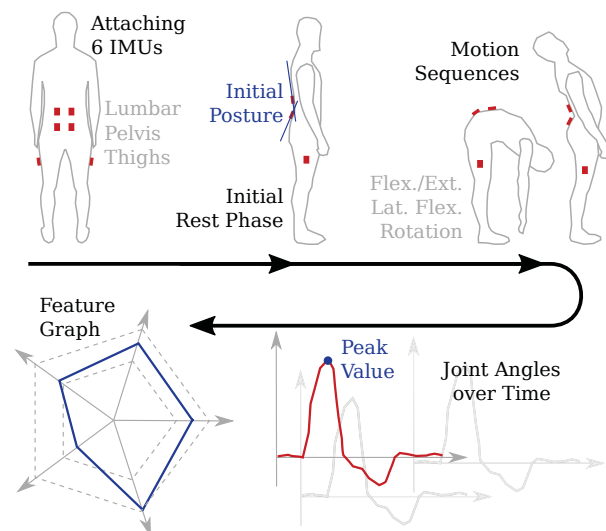 Attaching
6 IMUs
Lumbar
Pelvis
Thighs
Initial
Posture
Initial
Rest Phase
Motion
Sequences
Flex./Ext.
Lat. Flex.
Rotation
Feature
Graph
Peak
Value
Joint Angles
over Time